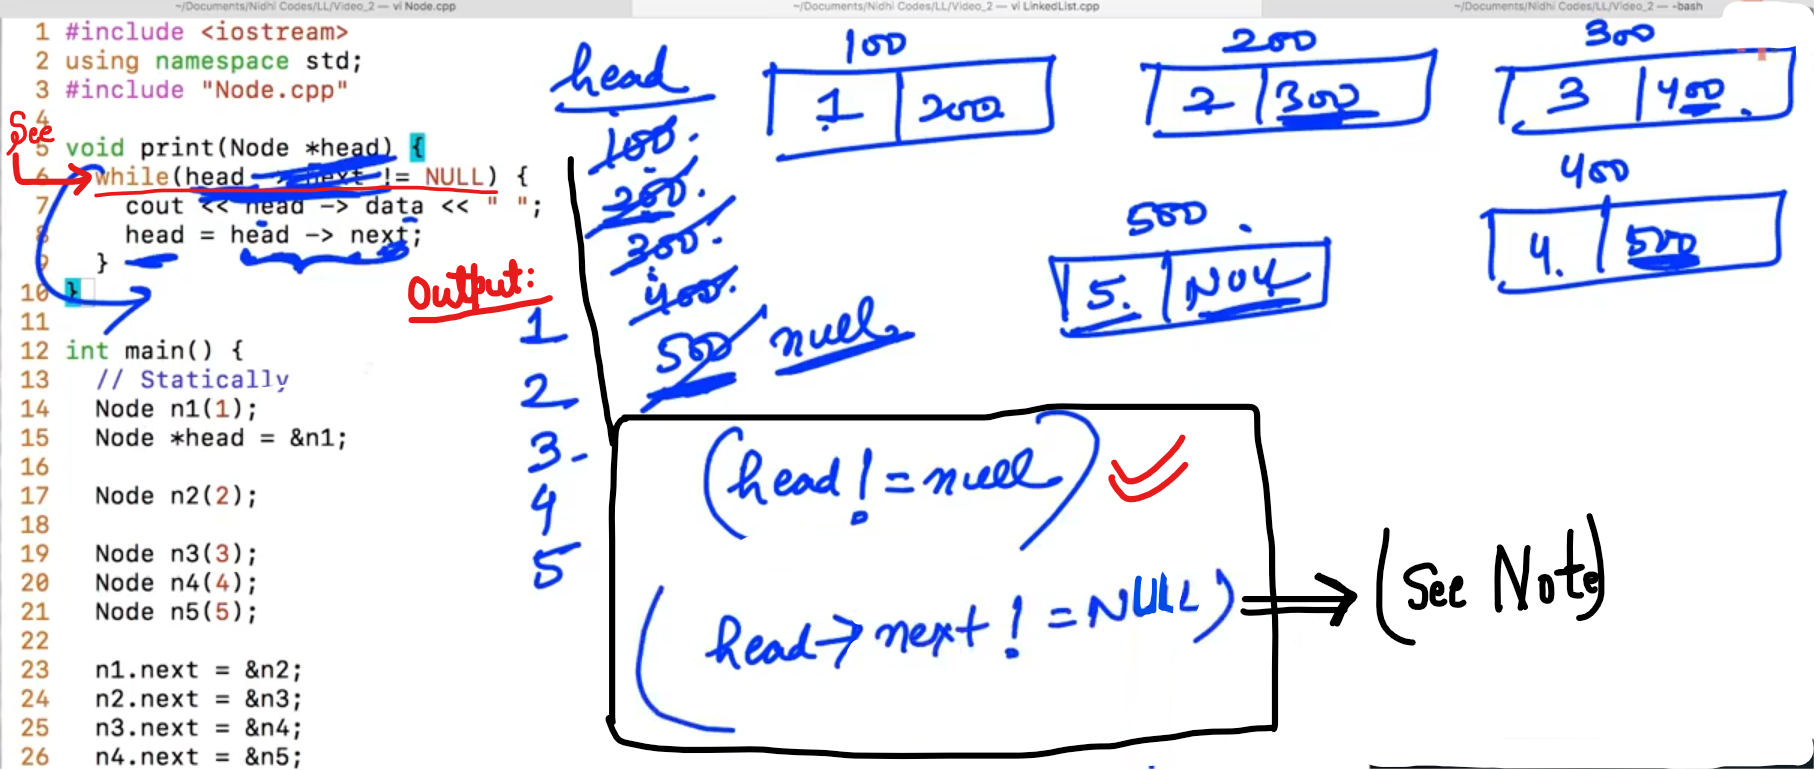 ~/Documents/Nidhi Codes/LL/Video_2 — vi Node.cpp
~/Documents/Nidhi Codes/LL/Video_2 — vi LinkedList.cpp
~/Documents/Nidhi Codes/LL/Video_2 — -bash
1 #include <iostream>
2 using namespace std;
3 #include "Node.cpp"
4
5 void print(Node *head) {
6 while(head -> next != NULL) {
7 cout << head -> data << " ";
8 head = head -> next;
9 }
10 }
11
12 int main() {
13 // Statically
14 Node n1(1);
15 Node *head = &n1;
16
17 Node n2(2);
18
19 Node n3(3);
20 Node n4(4);
21 Node n5(5);
22
23 n1.next = &n2;
24 n2.next = &n3;
25 n3.next = &n4;
26 n4.next = &n5;
See
Output:
1
2
3
4
5
head
100
200
300
400
500 null
100
1 200
200
2 300
300
3 400
400
4 500
500
5 NULL
(head != null)
(head -> next != NULL)
(See Note)